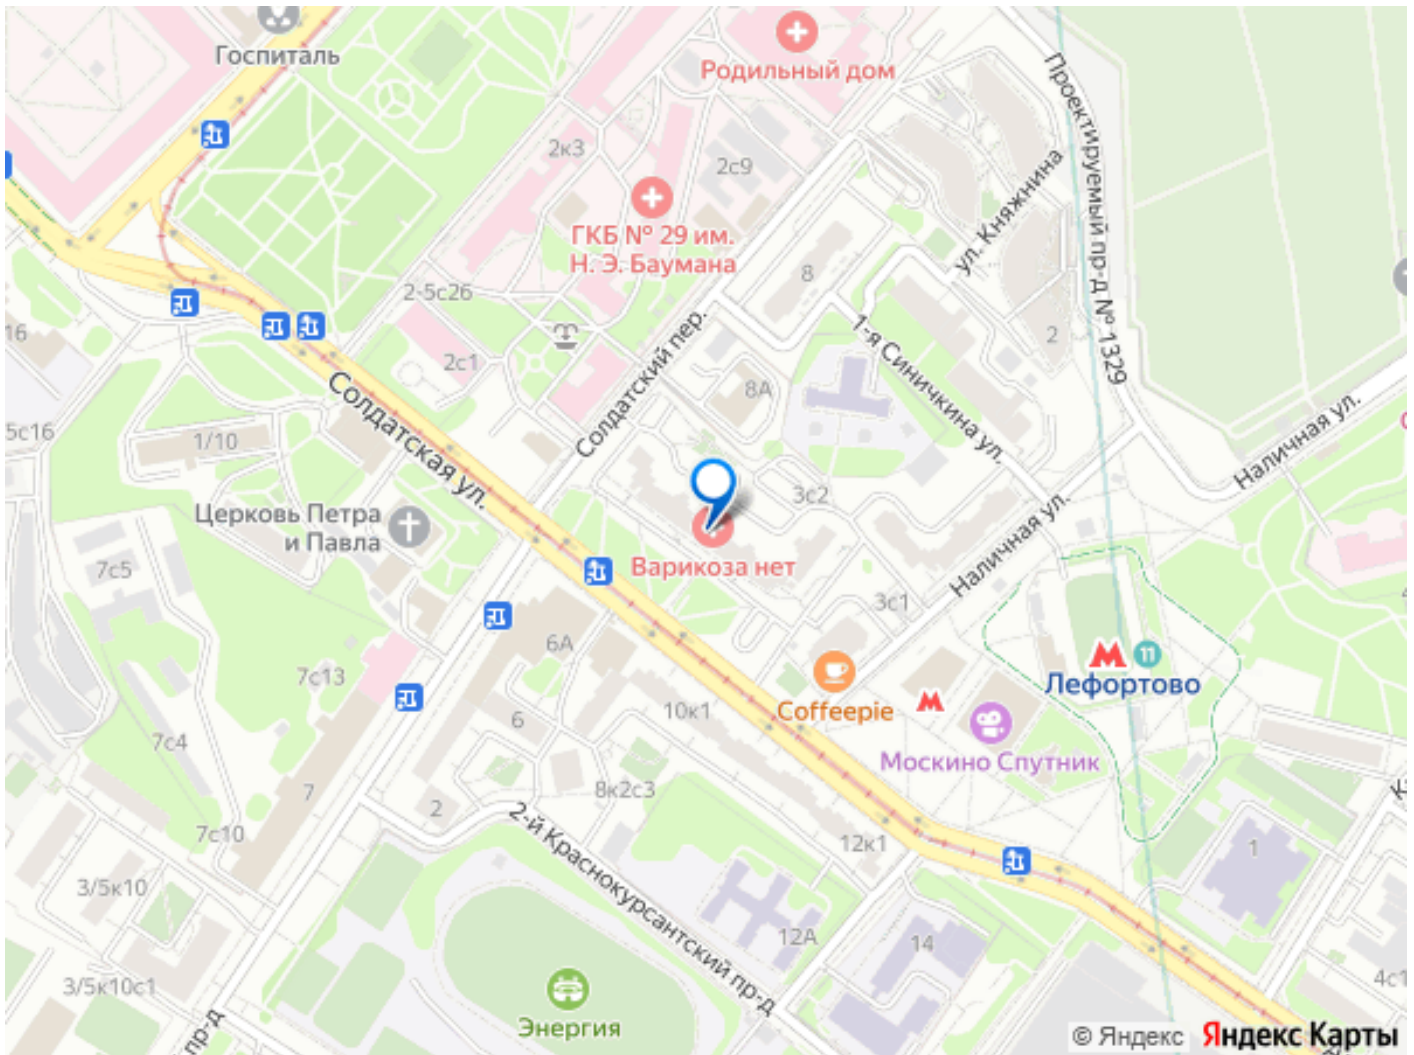 Госпиталь
Родильный дом
Проектируемый пр-д № 1329
2к3
2с9
ул. Княжнина
ГКБ № 29 им.
Н. Э. Баумана
8
2-5с26
16
2с1
Солдатский пер.
1-я Синичкина ул.
2
8А
Солдатская ул.
Наличная ул.
5с16
1/10
3с2
Церковь Петра
и Павла
Наличная ул.
7с5
Варикоза нет
3с1
6А
11
Лефортово
7с13
Coffeepie
10к1
6
7с4
Москино Спутник
8к2с3
7
2
2-й Краснокурсантский пр-д
7с10
12к1
1
3/5к10
12А
14
3/5к10с1
4с1
Энергия
пр-д
© Яндекс
Яндекс Карты